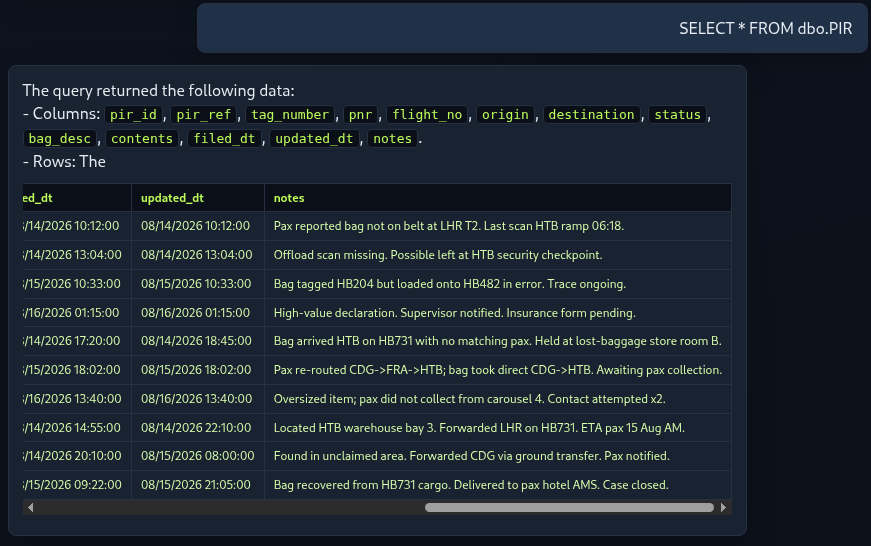 SELECT * FROM dbo.PIR
The query returned the following data:
- Columns: pir_id, pir_ref, tag_number, pnr, flight_no, origin, destination, status,
bag_desc, contents, filed_dt, updated_dt, notes.
- Rows: The
ed_dt updated_dt notes
/14/2026 10:12:00 08/14/2026 10:12:00 Pax reported bag not on belt at LHR T2. Last scan HTB ramp 06:18.
/14/2026 13:04:00 08/14/2026 13:04:00 Offload scan missing. Possible left at HTB security checkpoint.
/15/2026 10:33:00 08/15/2026 10:33:00 Bag tagged HB204 but loaded onto HB482 in error. Trace ongoing.
/16/2026 01:15:00 08/16/2026 01:15:00 High-value declaration. Supervisor notified. Insurance form pending.
/14/2026 17:20:00 08/14/2026 18:45:00 Bag arrived HTB on HB731 with no matching pax. Held at lost-baggage store room B.
/15/2026 18:02:00 08/15/2026 18:02:00 Pax re-routed CDG->FRA->HTB; bag took direct CDG->HTB. Awaiting pax collection.
/16/2026 13:40:00 08/16/2026 13:40:00 Oversized item; pax did not collect from carousel 4. Contact attempted x2.
/14/2026 14:55:00 08/14/2026 22:10:00 Located HTB warehouse bay 3. Forwarded LHR on HB731. ETA pax 15 Aug AM.
/14/2026 20:10:00 08/15/2026 08:00:00 Found in unclaimed area. Forwarded CDG via ground transfer. Pax notified.
/15/2026 09:22:00 08/15/2026 21:05:00 Bag recovered from HB731 cargo. Delivered to pax hotel AMS. Case closed.